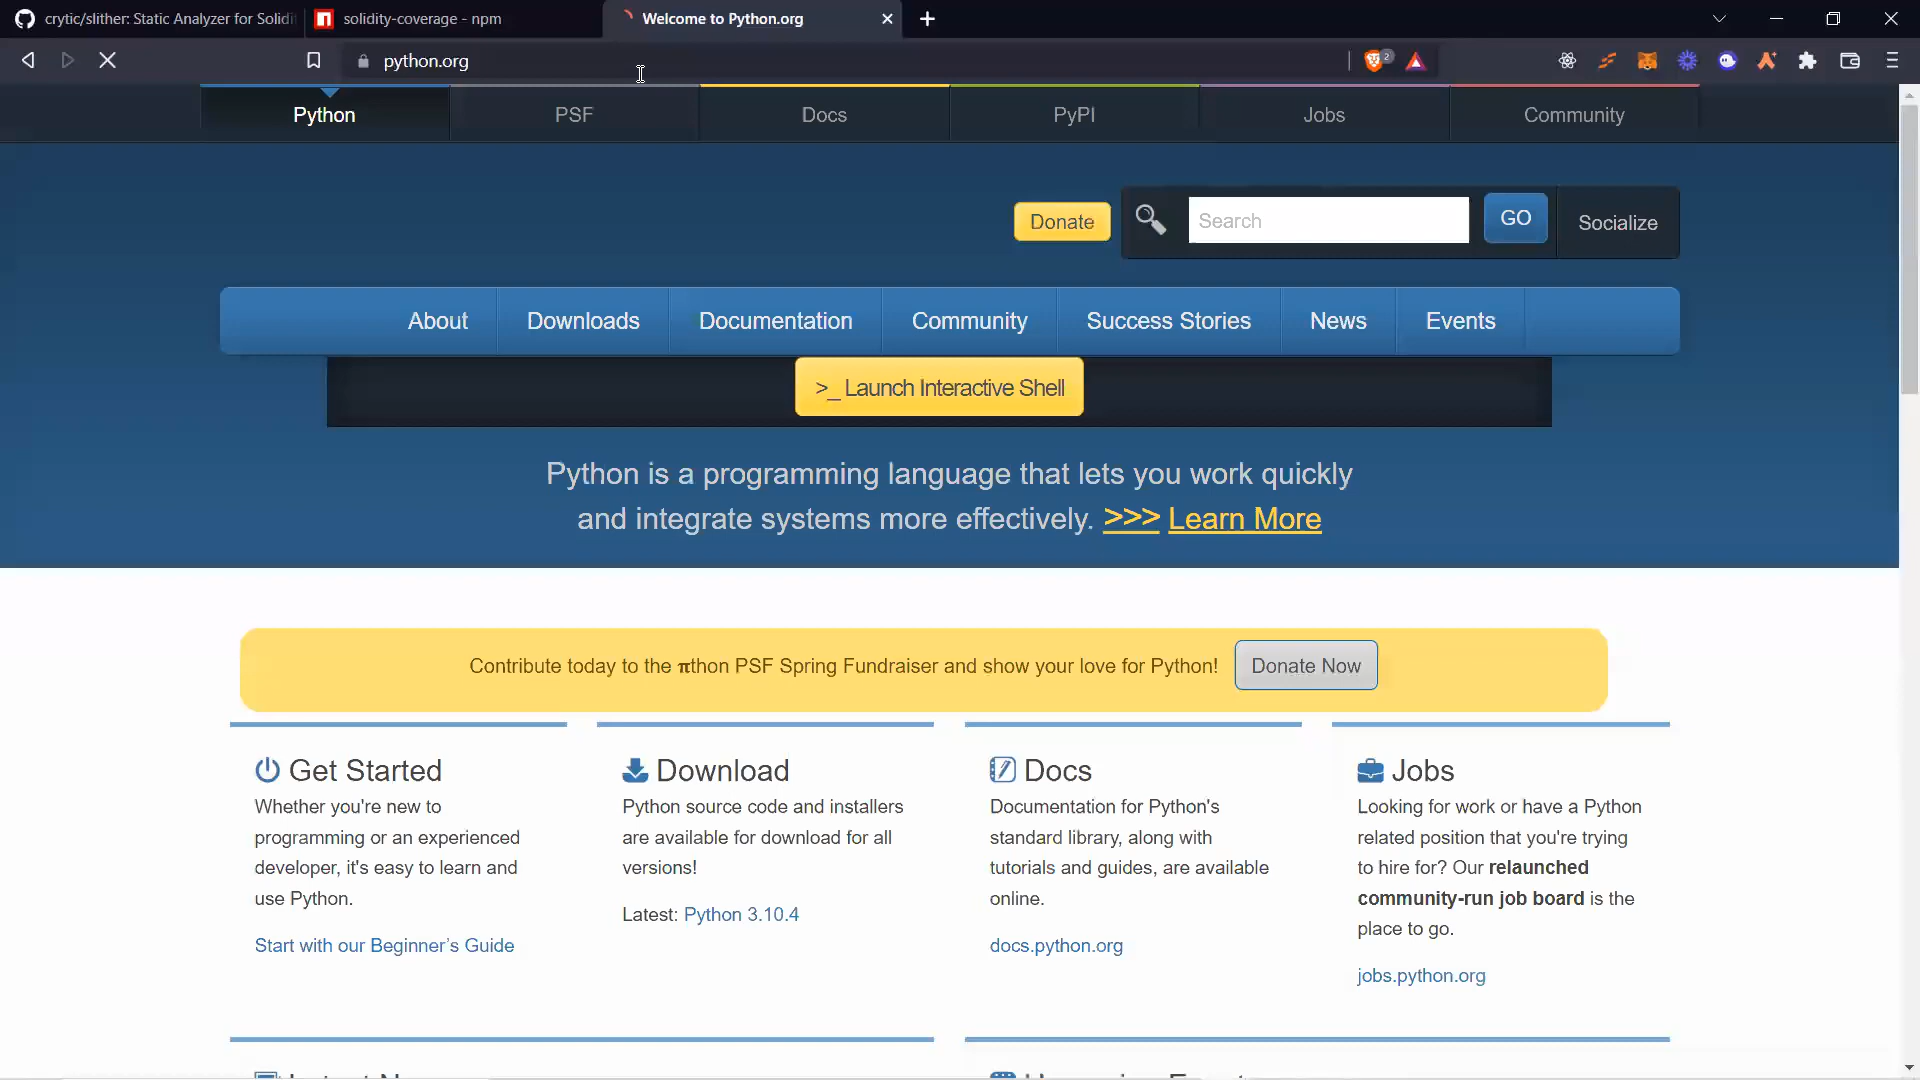 crytic/slither: Static Analyzer for Solidi
solidity-coverage - npm
Welcome to Python.org
python.org
2
Python
PSF
Docs
PyPI
Jobs
Community
Donate
Search
GO
Socialize
About
Downloads
Documentation
Community
Success Stories
News
Events
>_ Launch Interactive Shell
Python is a programming language that lets you work quickly
and integrate systems more effectively. >>> Learn More
Contribute today to the πthon PSF Spring Fundraiser and show your love for Python!
Donate Now
Get Started
Whether you're new to
programming or an experienced
developer, it's easy to learn and
use Python.
Start with our Beginner’s Guide
Download
Python source code and installers
are available for download for all
versions!
Latest: Python 3.10.4
Docs
Documentation for Python's
standard library, along with
tutorials and guides, are available
online.
docs.python.org
Jobs
Looking for work or have a Python
related position that you're trying
to hire for? Our relaunched
community-run job board is the
place to go.
jobs.python.org